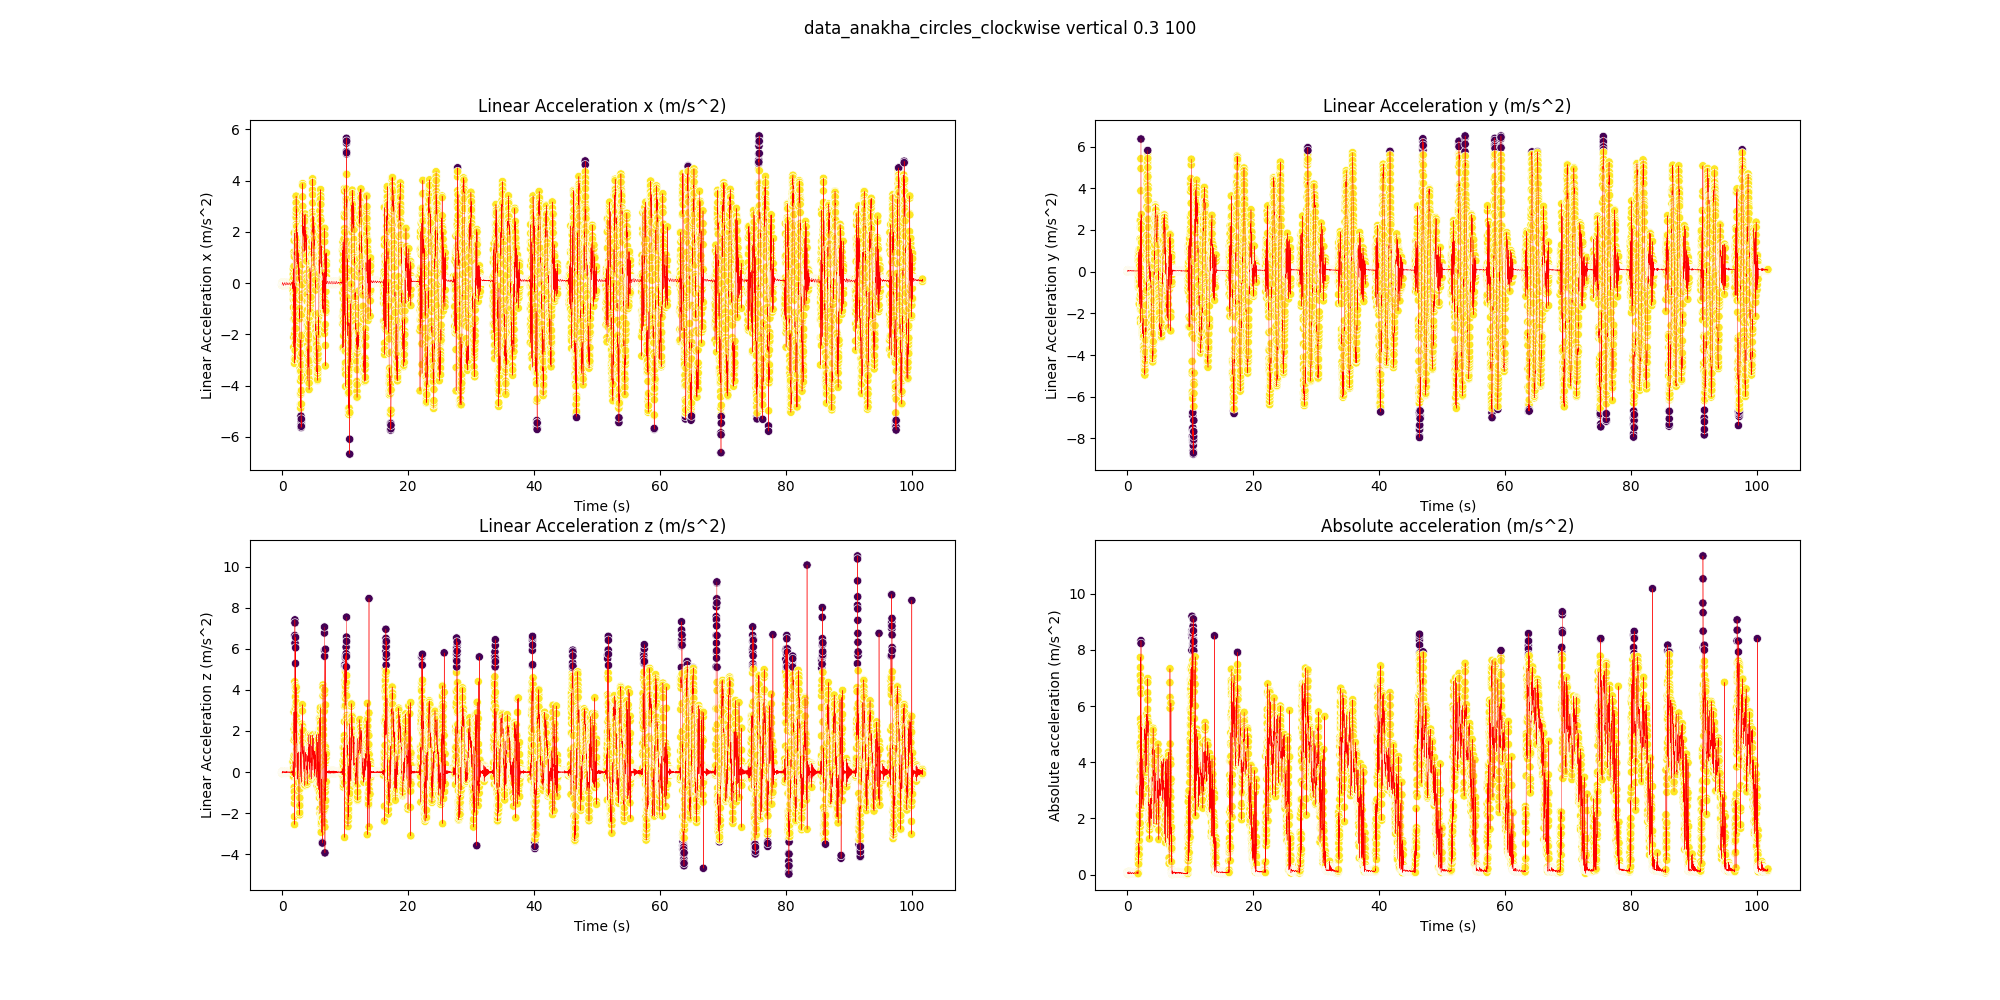 data_anakha_circles_clockwise vertical 0.3 100
Linear Acceleration x (m/s^2)
Linear Acceleration x (m/s^2)
6
4
2
0
−2
−4
−6
0 20 40 60 80 100
Time (s)
Linear Acceleration y (m/s^2)
Linear Acceleration y (m/s^2)
6
4
2
0
−2
−4
−6
−8
0 20 40 60 80 100
Time (s)
Linear Acceleration z (m/s^2)
Linear Acceleration z (m/s^2)
10
8
6
4
2
0
−2
−4
0 20 40 60 80 100
Time (s)
Absolute acceleration (m/s^2)
Absolute acceleration (m/s^2)
10
8
6
4
2
0
0 20 40 60 80 100
Time (s)